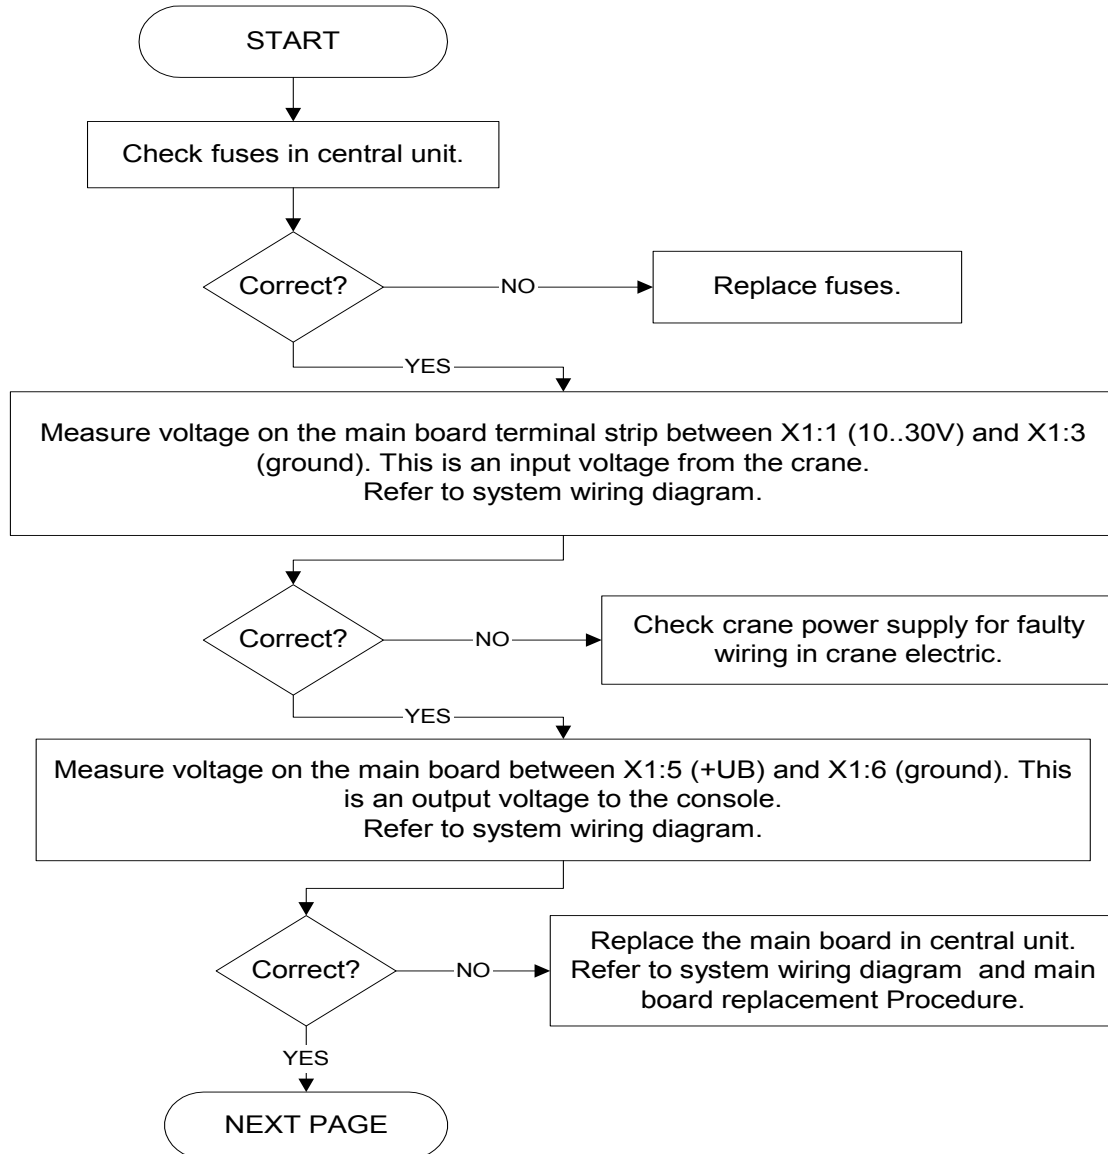 START
Check fuses in central unit.
Correct?
NO
Replace fuses.
YES
Measure voltage on the main board terminal strip between X1:1 (10..30V) and X1:3
(ground). This is an input voltage from the crane.
Refer to system wiring diagram.
Correct?
NO
Check crane power supply for faulty
wiring in crane electric.
YES
Measure voltage on the main board between X1:5 (+UB) and X1:6 (ground). This
is an output voltage to the console.
Refer to system wiring diagram.
Correct?
NO
Replace the main board in central unit.
Refer to system wiring diagram  and main
board replacement Procedure.
YES
NEXT PAGE